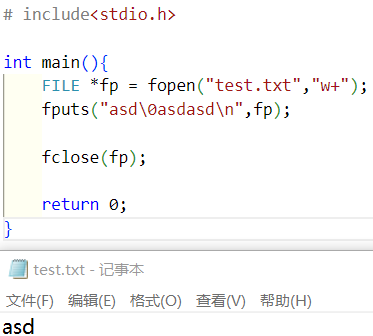 # include<stdio.h>
int main(){
FILE *fp = fopen("test.txt","w+");
fputs("asd\0asdasd\n",fp);
fclose(fp);
return 0;
}
test.txt - 记事本
文件(F) 编辑(E) 格式(O) 查看(V) 帮助(H)
asd